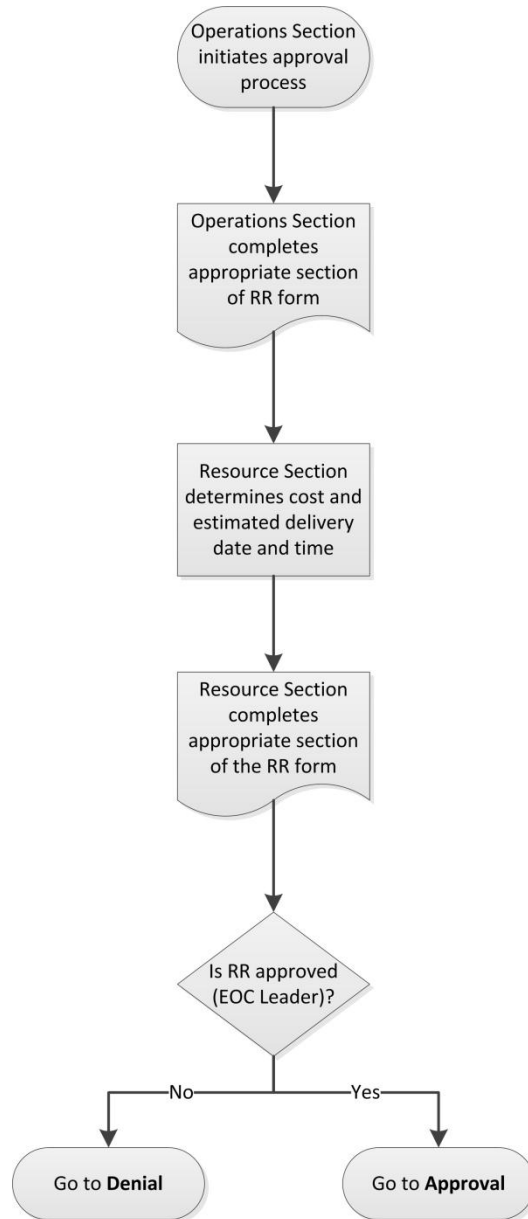 Operations Section
initiates approval
process
Operations Section
completes
appropriate section
of RR form
Resource Section
determines cost and
estimated delivery
date and time
Resource Section
completes
appropriate section
of the RR form
Is RR approved
(EOC Leader)?
No
Yes
Go to Denial
Go to Approval